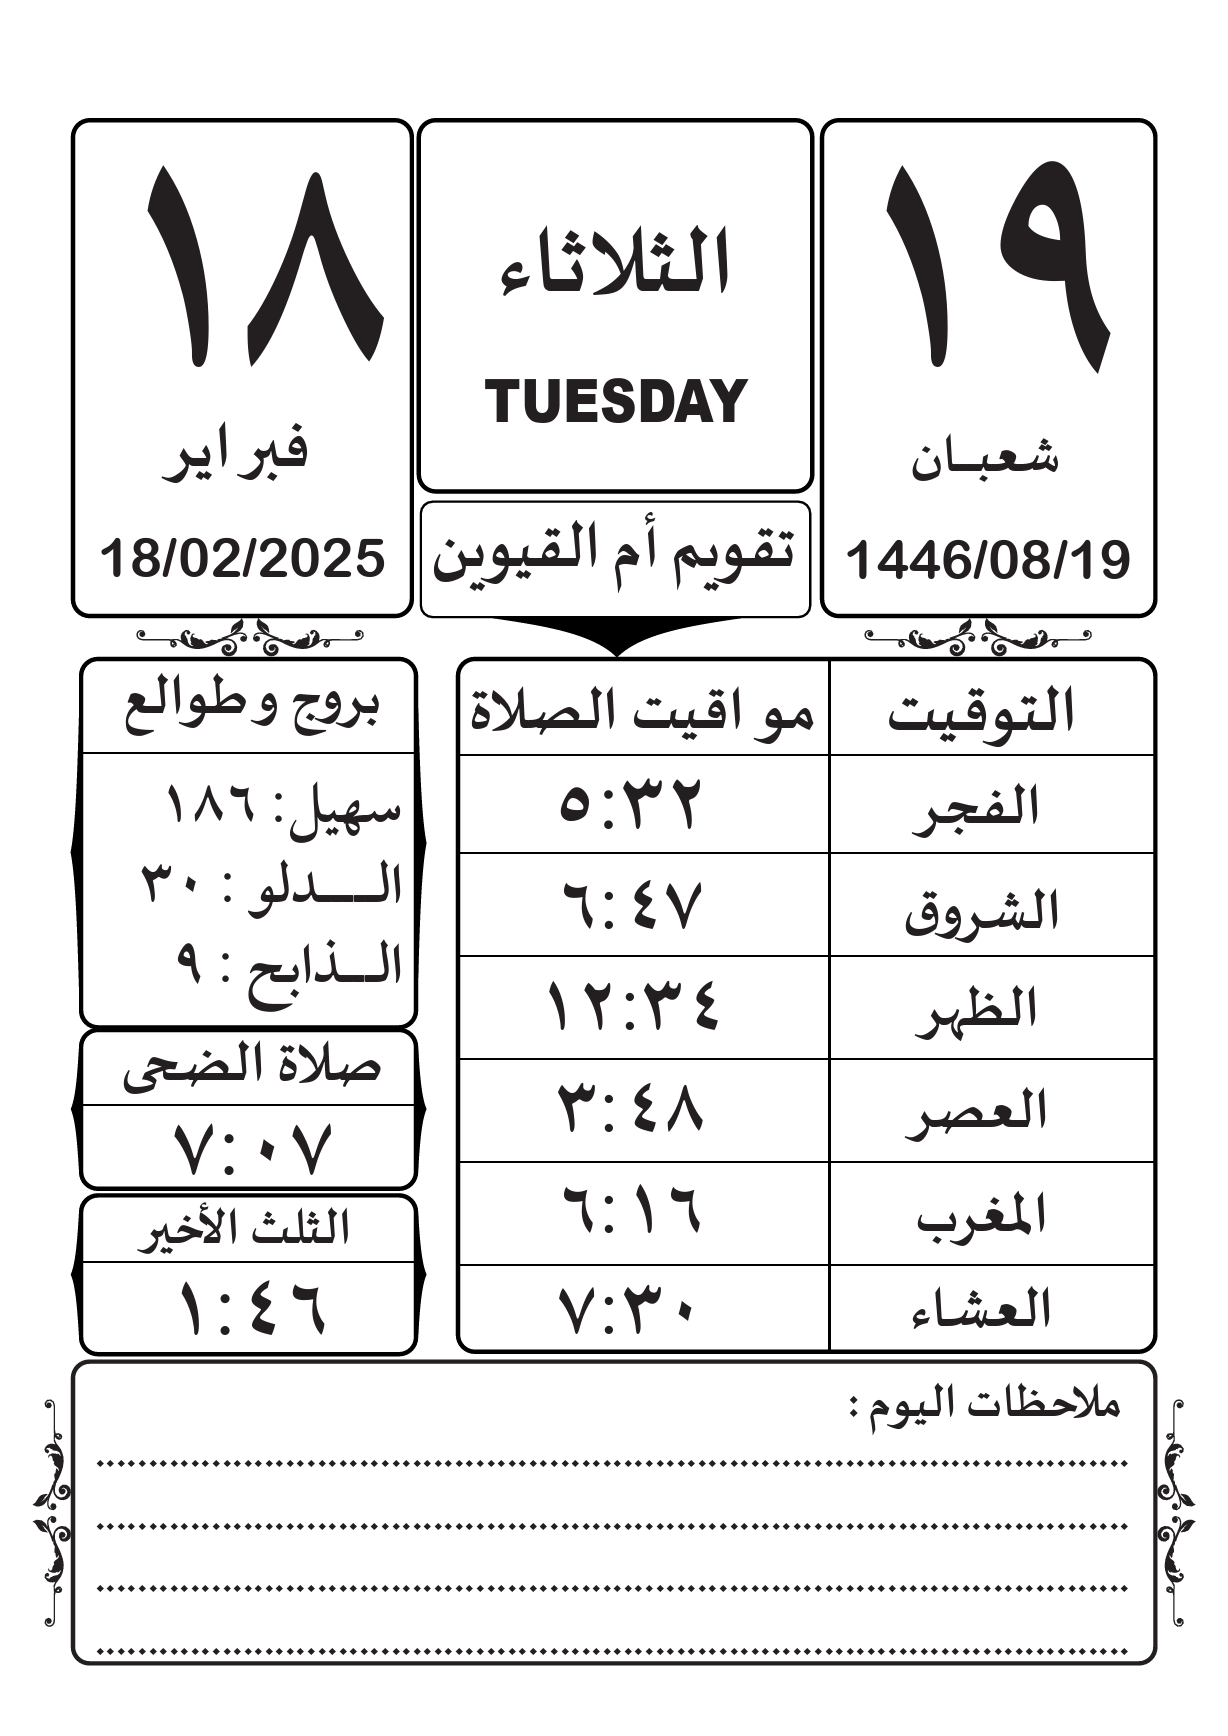 ١٩
شعبان
1446/08/19
الثلاثاء
TUESDAY
تقويم أم القيوين
١٨
فبراير
18/02/2025
التوقيت مواقيت الصلاة
الفجر ٥:٣٢
الشروق ٦:٤٧
الظهر ١٢:٣٤
العصر ٣:٤٨
المغرب ٦:١٦
العشاء ٧:٣٠
بروج وطوالع
سهيل: ١٨٦
الـــدلو : ٣٠
الــذابح : ٩
صلاة الضحى
٧:٠٧
الثلث الأخير
١:٤٦
ملاحظات اليوم :